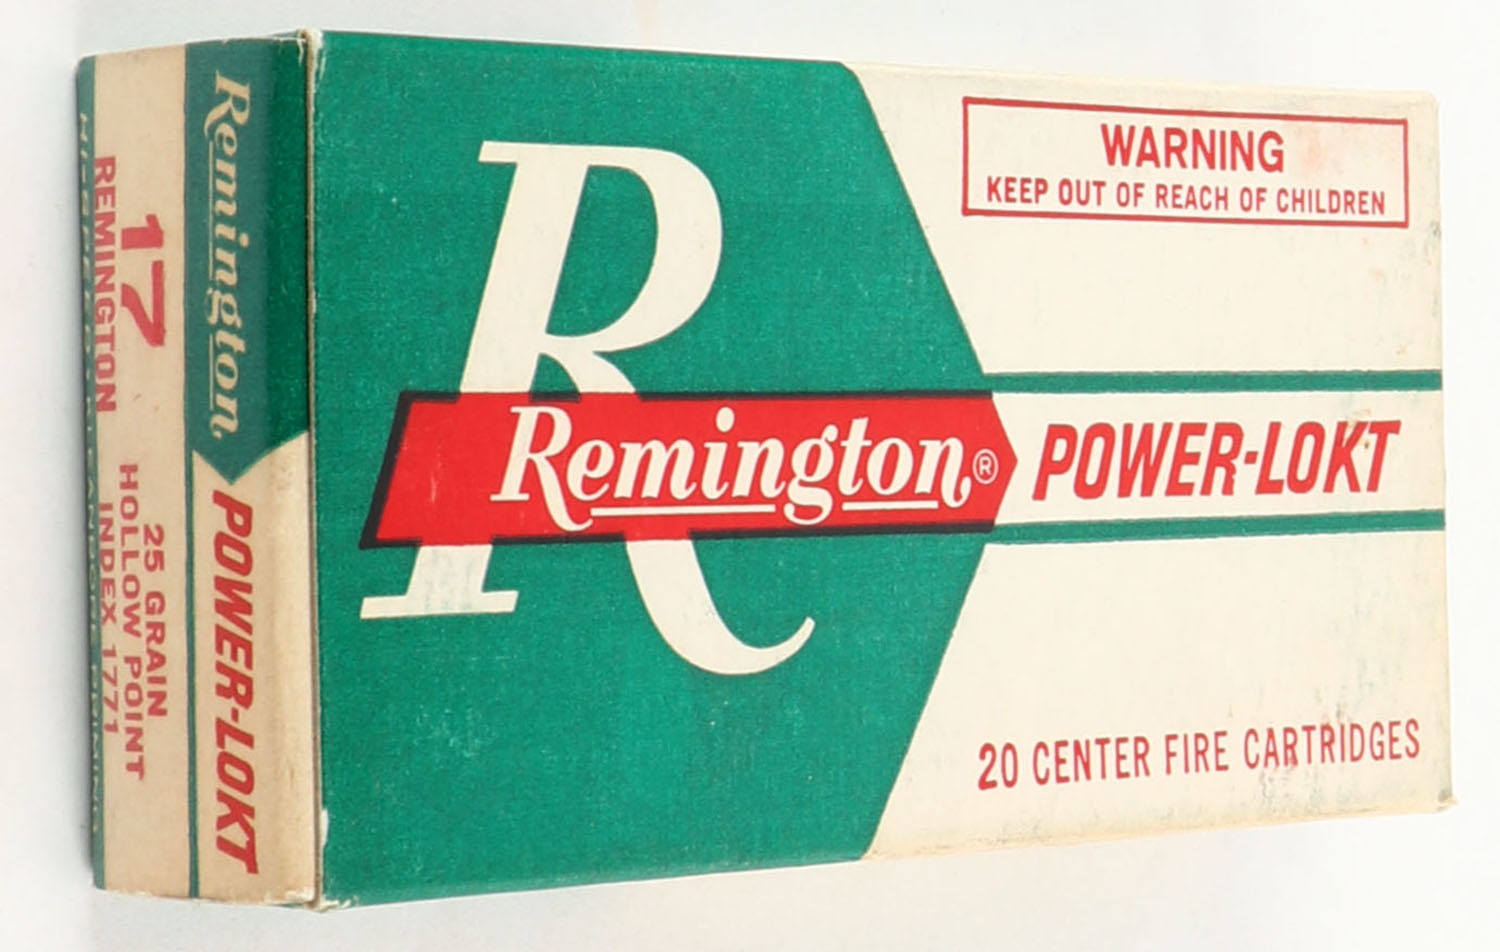 WARNING
KEEP OUT OF REACH OF CHILDREN
R
Remington® POWER-LOKT
20 CENTER FIRE CARTRIDGES
Remington. POWER-LOKT
17
REMINGTON
25 GRAIN
HOLLOW POINT
INDEX 1771